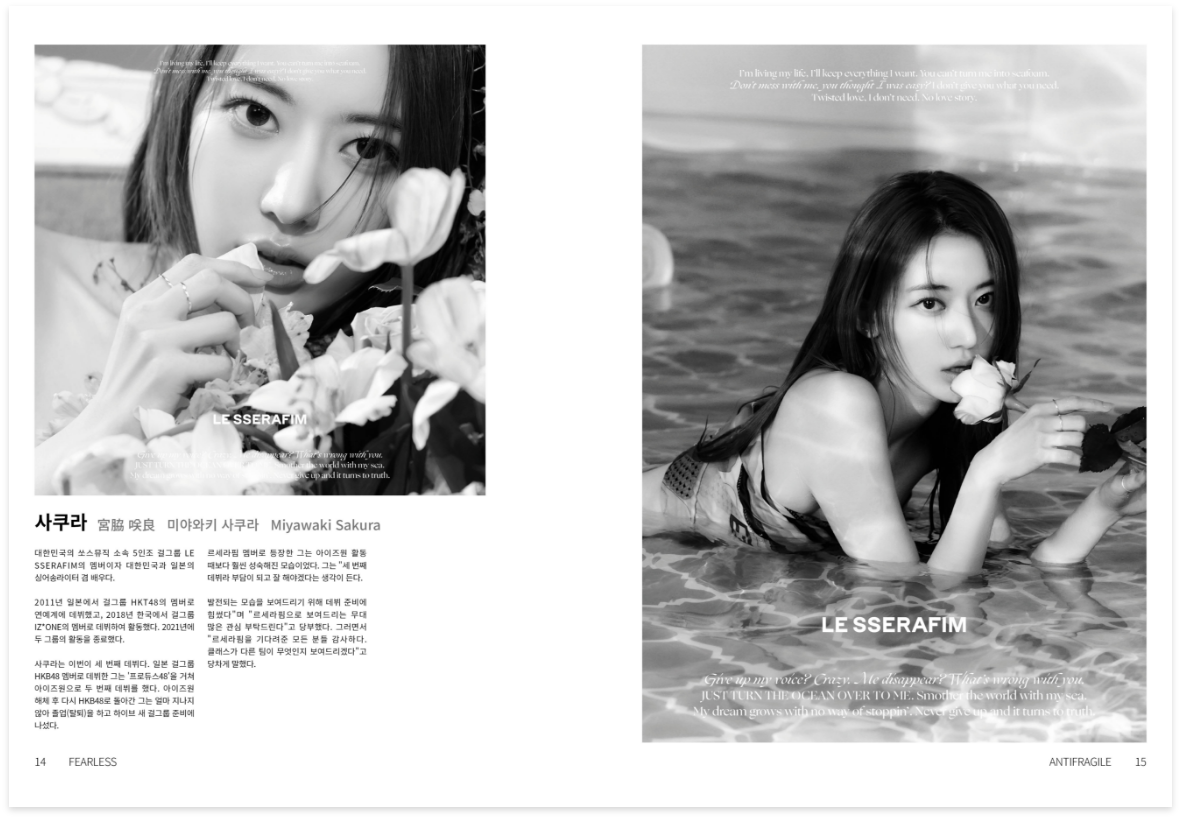 I'm living my life, I'll keep everything I want. You can't turn me into seafoam.
Don't mess with me, you thought I was easy? I don't give you what you need.
Twisted love, I don't need. No love story.
LE SSERAFIM
disappear? What's wrong with you.
JUST TURN smother the world with my sea.
give up and it turns to truth.
사쿠라 宮脇 咲良 미야와키 사쿠라 Miyawaki Sakura
대한민국의 쏘스뮤직 소속 5인조 걸그룹 LE
SSERAFIM의 멤버이자 대한민국과 일본의
싱어송라이터 겸 배우다.
2011년 일본에서 걸그룹 HKT48의 멤버로
연예계에 데뷔했고, 2018년 한국에서 걸그룹
IZ*ONE의 멤버로 데뷔하여 활동했다. 2021년에
두 그룹의 활동을 종료했다.
사쿠라는 이번이 세 번째 데뷔다. 일본 걸그룹
HKB48 멤버로 데뷔한 그는 '프로듀스48'을 거쳐
아이즈원으로 두 번째 데뷔를 했다. 아이즈원
해체 후 다시 HKB48로 돌아간 그는 얼마 지나지
않아 졸업(탈퇴)을 하고 하이브 새 걸그룹 준비에
나섰다.
르세라핌 멤버로 등장한 그는 아이즈원 활동
때보다 훨씬 성숙해진 모습이었다. 그는 "세 번째
데뷔라 부담이 되고 잘 해야겠다는 생각이 든다.
발전되는 모습을 보여드리기 위해 데뷔 준비에
힘썼다"며 "르세라핌으로 보여드리는 무대
많은 관심 부탁드린다"고 당부했다. 그러면서
"르세라핌을 기다려준 모든 분들 감사하다.
클래스가 다른 팀이 무엇인지 보여드리겠다"고
당차게 말했다.
14 FEARLESS
I'm living my life, I'll keep everything I want. You can't turn me into seafoam.
Don't mess with me, you thought I was easy? I don't give you what you need.
Twisted love, I don't need. No love story.
LE SSERAFIM
Give up my voice? Crazy. Me disappear? What's wrong with you.
JUST TURN THE OCEAN OVER TO ME. Smother the world with my sea.
My dream grows with no way of stoppin'. Never give up and it turns to truth.
ANTIFRAGILE 15